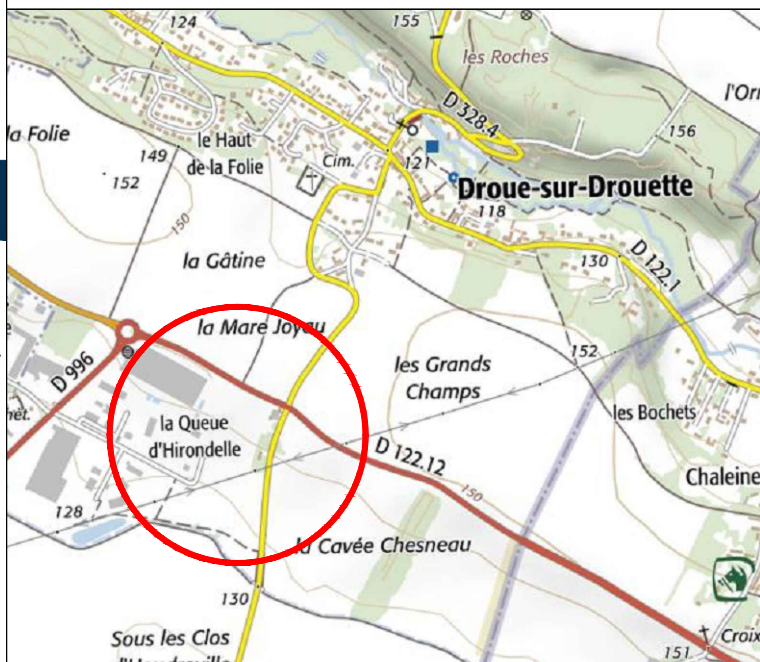 124
155
les Roches
l'Or
D 328.4
la Folie
149
le Haut
de la Folie
Cim.
121
156
152
Droue-sur-Drouette
118
150
la Gâtine
130
D 122.1
la Mare Joyau
les Grands
Champs
152
D 996
la Queue
d'Hirondelle
les Bochets
D 122.12
150
Chaleine
128
la Cavée Chesneau
130
Sous les Clos
Croix
151